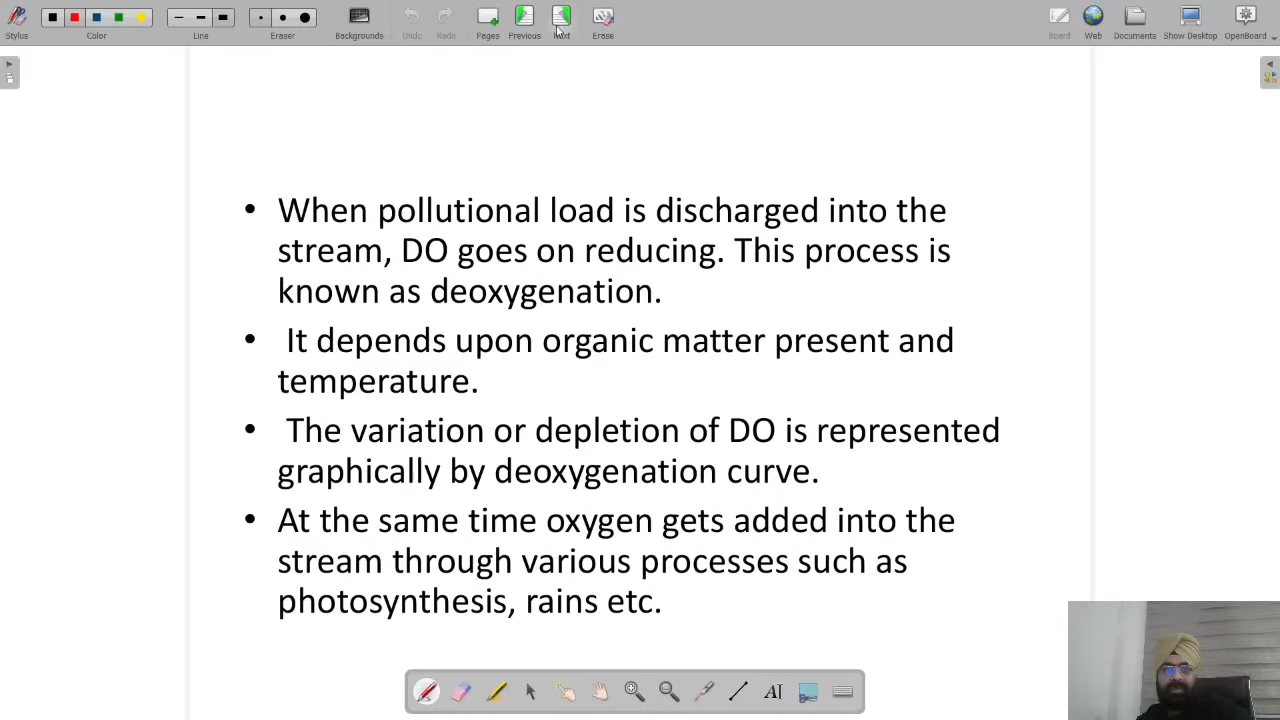 Stylus Color Line Eraser Backgrounds Undo Redo Pages Previous Next Erase Board Web Documents Show Desktop OpenBoard
• When pollutional load is discharged into the
stream, DO goes on reducing. This process is
known as deoxygenation.
• It depends upon organic matter present and
temperature.
• The variation or depletion of DO is represented
graphically by deoxygenation curve.
• At the same time oxygen gets added into the
stream through various processes such as
photosynthesis, rains etc.
AI